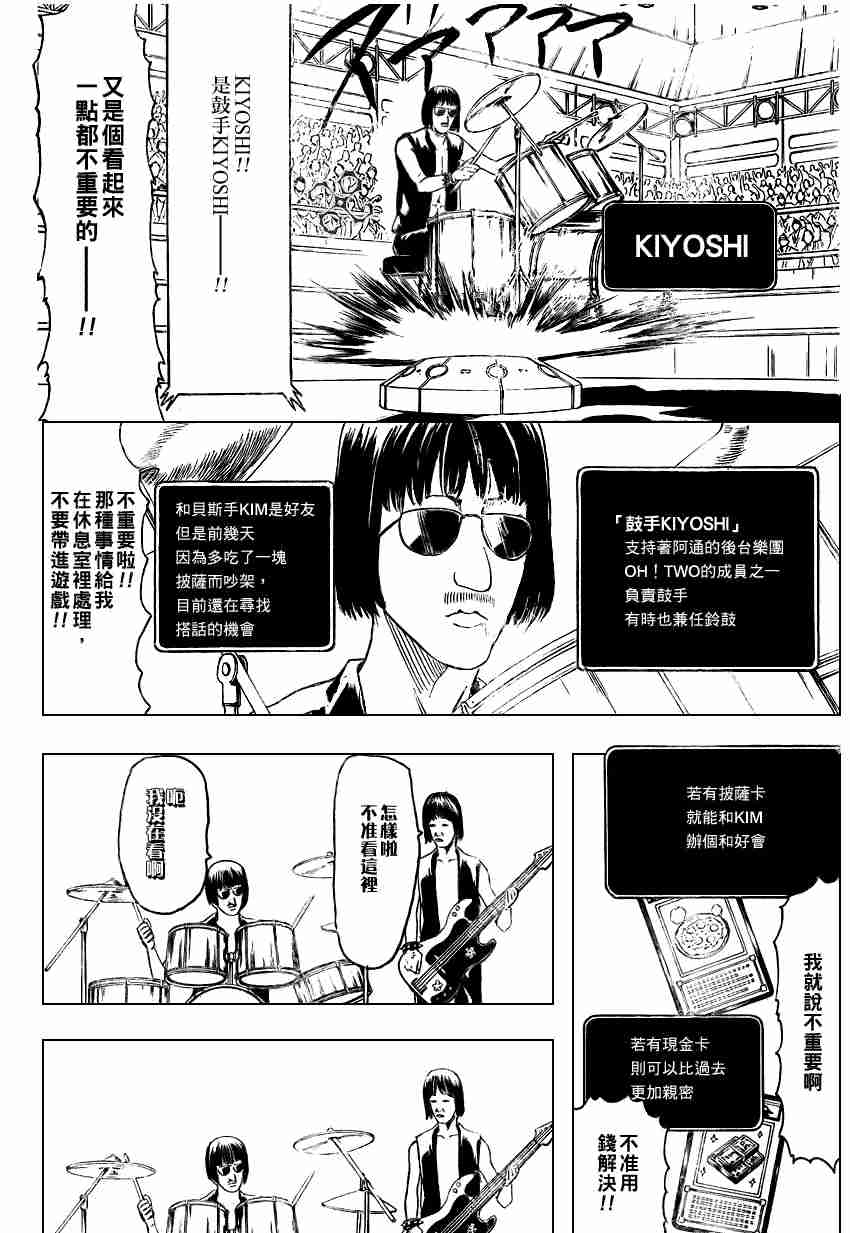 ズアアアアア
KIYOSHI
KIYOSHI!!
是鼓手KIYOSHI——!!
又是個看起來
一點都不重要的——!!
「鼓手KIYOSHI」
支持著阿通的後台樂團
OH！TWO的成員之一
負責鼓手
有時也兼任鈴鼓
和貝斯手KIM是好友
但是前幾天
因為多吃了一塊
披薩而吵架，
目前還在尋找
搭話的機會
不重要啦!!
那種事情給我
在休息室裡處理，
不要帶進遊戲!!
若有披薩卡
就能和KIM
辦個和好會
我就說不重要啊
若有現金卡
則可以比過去
更加親密
不准用
錢解決!!
怎樣啦
不准看這裡
呃
我沒在看啊